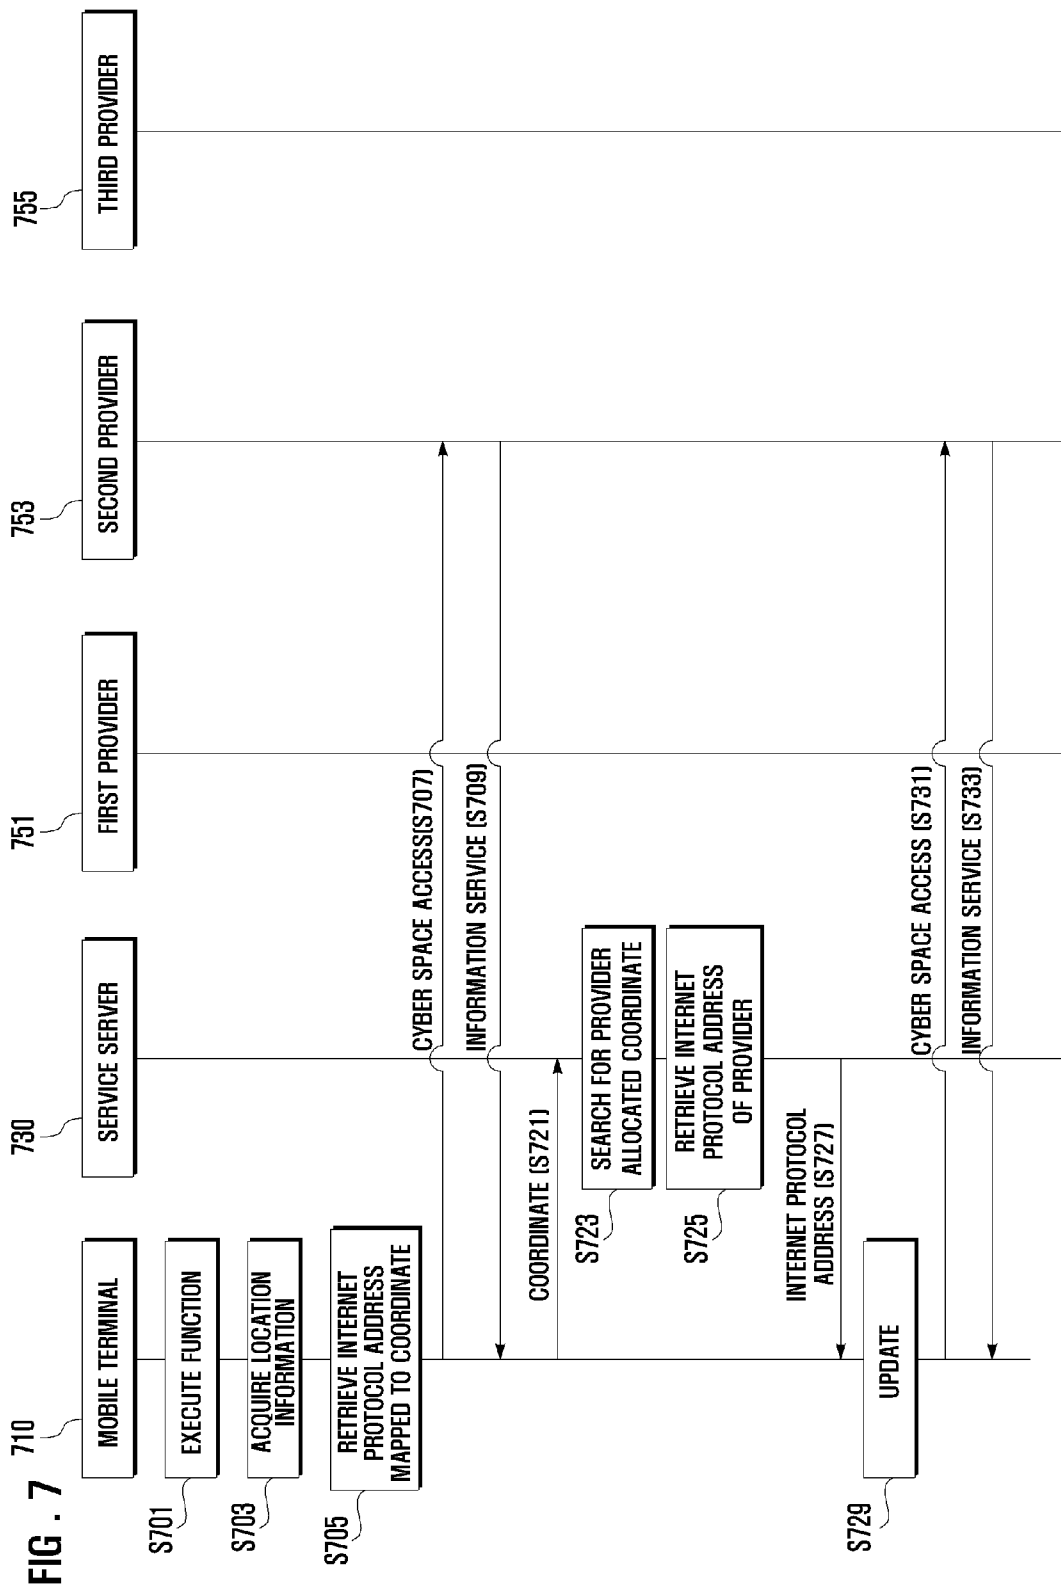 FIG . 7
710
730
751
753
755
MOBILE TERMINAL
SERVICE SERVER
FIRST PROVIDER
SECOND PROVIDER
THIRD PROVIDER
S701
EXECUTE FUNCTION
S703
ACQUIRE LOCATION
INFORMATION
S705
RETRIEVE INTERNET
PROTOCOL ADDRESS
MAPPED TO COORDINATE
CYBER SPACE ACCESS(S707)
INFORMATION SERVICE (S709)
COORDINATE (S721)
S723
SEARCH FOR PROVIDER
ALLOCATED COORDINATE
S725
RETRIEVE INTERNET
PROTOCOL ADDRESS
OF PROVIDER
INTERNET PROTOCOL
ADDRESS (S727)
S729
UPDATE
CYBER SPACE ACCESS (S731)
INFORMATION SERVICE (S733)